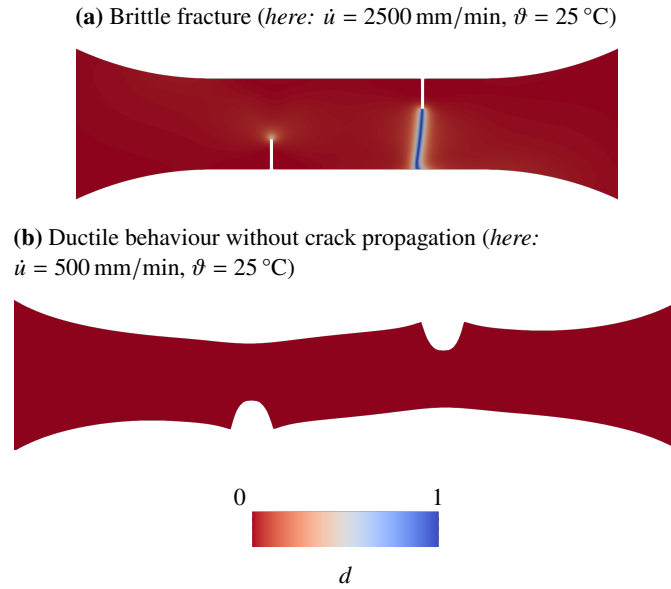 (a) Brittle fracture (here: u̇ = 2500 mm/min, ϑ = 25 °C)
(b) Ductile behaviour without crack propagation (here:
u̇ = 500 mm/min, ϑ = 25 °C)
0 1
d